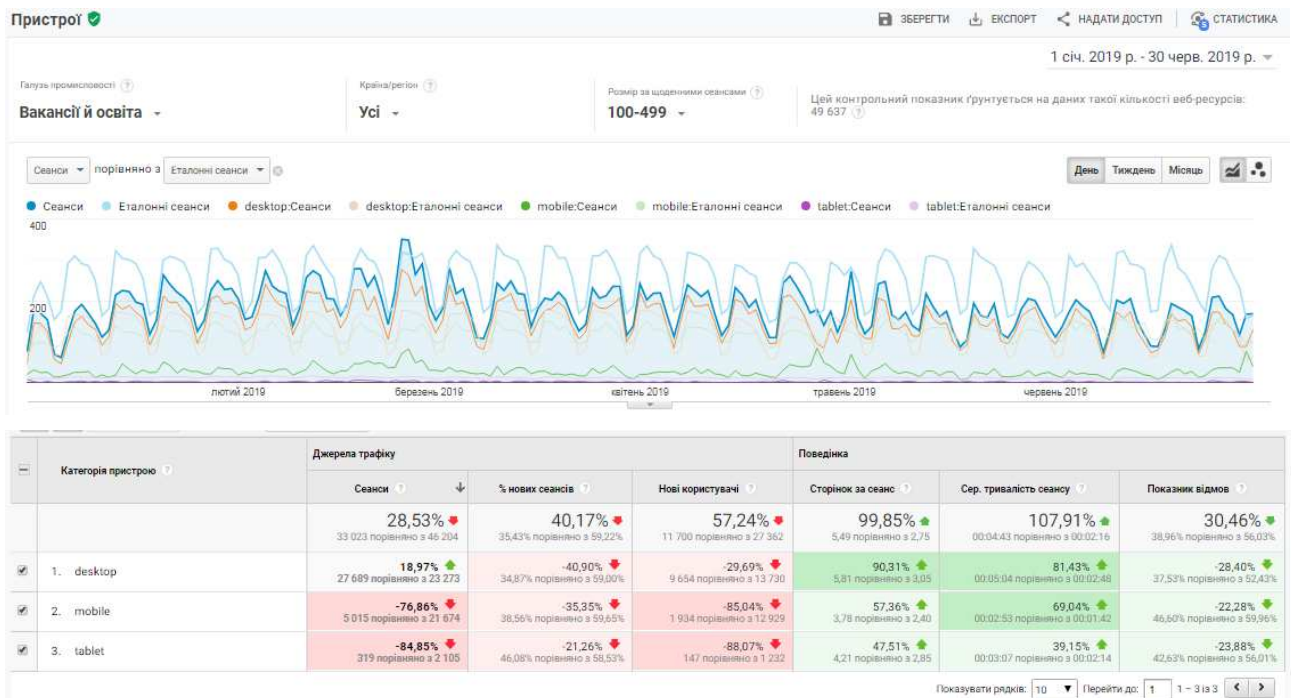 Пристрої
ЗБЕРЕГТИ ЕКСПОРТ НАДАТИ ДОСТУП СТАТИСТИКА
1 січ. 2019 р. - 30 черв. 2019 р.
Галузь промисловості ? Країна/регіон ? Розмір за щоденними сеансами ?
Вакансії й освіта Усі 100-499
Цей контрольний показник ґрунтується на даних такої кількості веб-ресурсів:
49 637 ?
Сеанси порівняно з Еталонні сеанси День Тиждень Місяць
Сеанси Еталонні сеанси desktop:Сеанси desktop:Еталонні сеанси mobile:Сеанси mobile:Еталонні сеанси tablet:Сеанси tablet:Еталонні сеанси
400
200
лютий 2019 березень 2019 квітень 2019 травень 2019 червень 2019
Категорія пристрою ? Джерела трафіку Поведінка
Сеанси ? % нових сеансів ? Нові користувачі ? Сторінок за сеанс ? Сер. тривалість сеансу ? Показник відмов ?
28,53% 40,17% 57,24% 99,85% 107,91% 30,46%
33 023 порівняно з 46 204 35,43% порівняно з 59,22% 11 700 порівняно з 27 362 5,49 порівняно з 2,75 00:04:43 порівняно з 00:02:16 38,96% порівняно з 56,03%
1. desktop 18,97% -40,90% -29,69% 90,31% 81,43% -28,40%
27 689 порівняно з 23 273 34,87% порівняно з 59,00% 9 654 порівняно з 13 730 5,81 порівняно з 3,05 00:05:04 порівняно з 00:02:48 37,53% порівняно з 52,43%
2. mobile -76,86% -35,35% -85,04% 57,36% 69,04% -22,28%
5 015 порівняно з 21 674 38,56% порівняно з 59,65% 1 934 порівняно з 12 929 3,78 порівняно з 2,40 00:02:53 порівняно з 00:01:42 46,60% порівняно з 59,96%
3. tablet -84,85% -21,26% -88,07% 47,51% 39,15% -23,88%
319 порівняно з 2 105 46,08% порівняно з 58,53% 147 порівняно з 1 232 4,21 порівняно з 2,85 00:03:07 порівняно з 00:02:14 42,63% порівняно з 56,01%
Показувати рядків: 10 Перейти до: 1 1 – 3 із 3